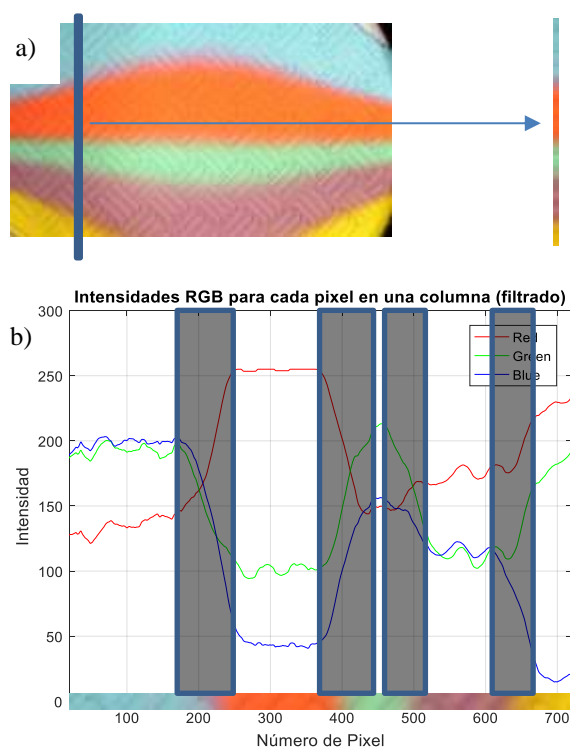 a)
b)
Intensidades RGB para cada pixel en una columna (filtrado)
300
250
200
150
100
50
0
Intensidad
Red
Green
Blue
100
200
300
400
500
600
700
Número de Pixel